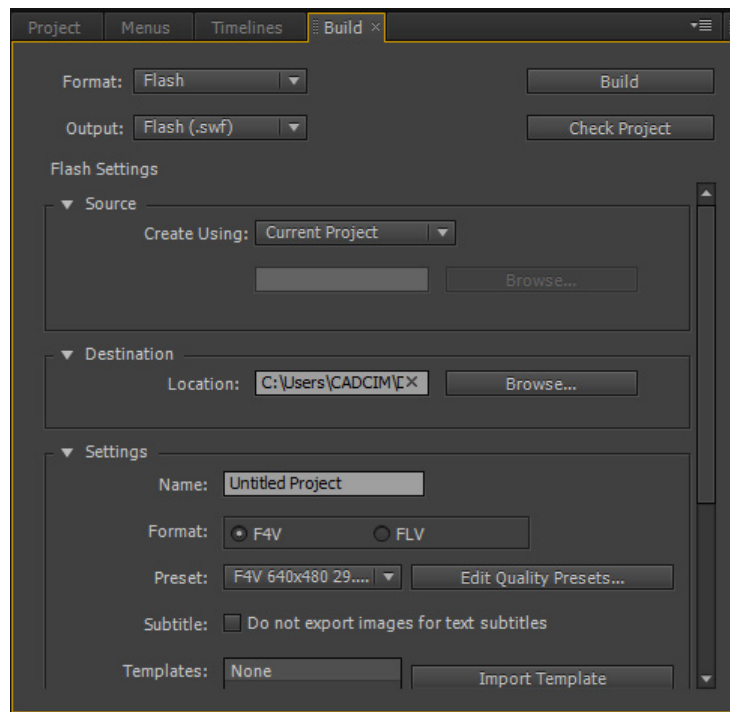 Project Menus Timelines Build ×
Format: Flash Build
Output: Flash (.swf) Check Project
Flash Settings
Source
Create Using: Current Project
Browse...
Destination
Location: C:\Users\CADCIM\ Browse...
Settings
Name: Untitled Project
Format: F4V FLV
Preset: F4V 640x480 29.... Edit Quality Presets...
Subtitle: Do not export images for text subtitles
Templates: None Import Template